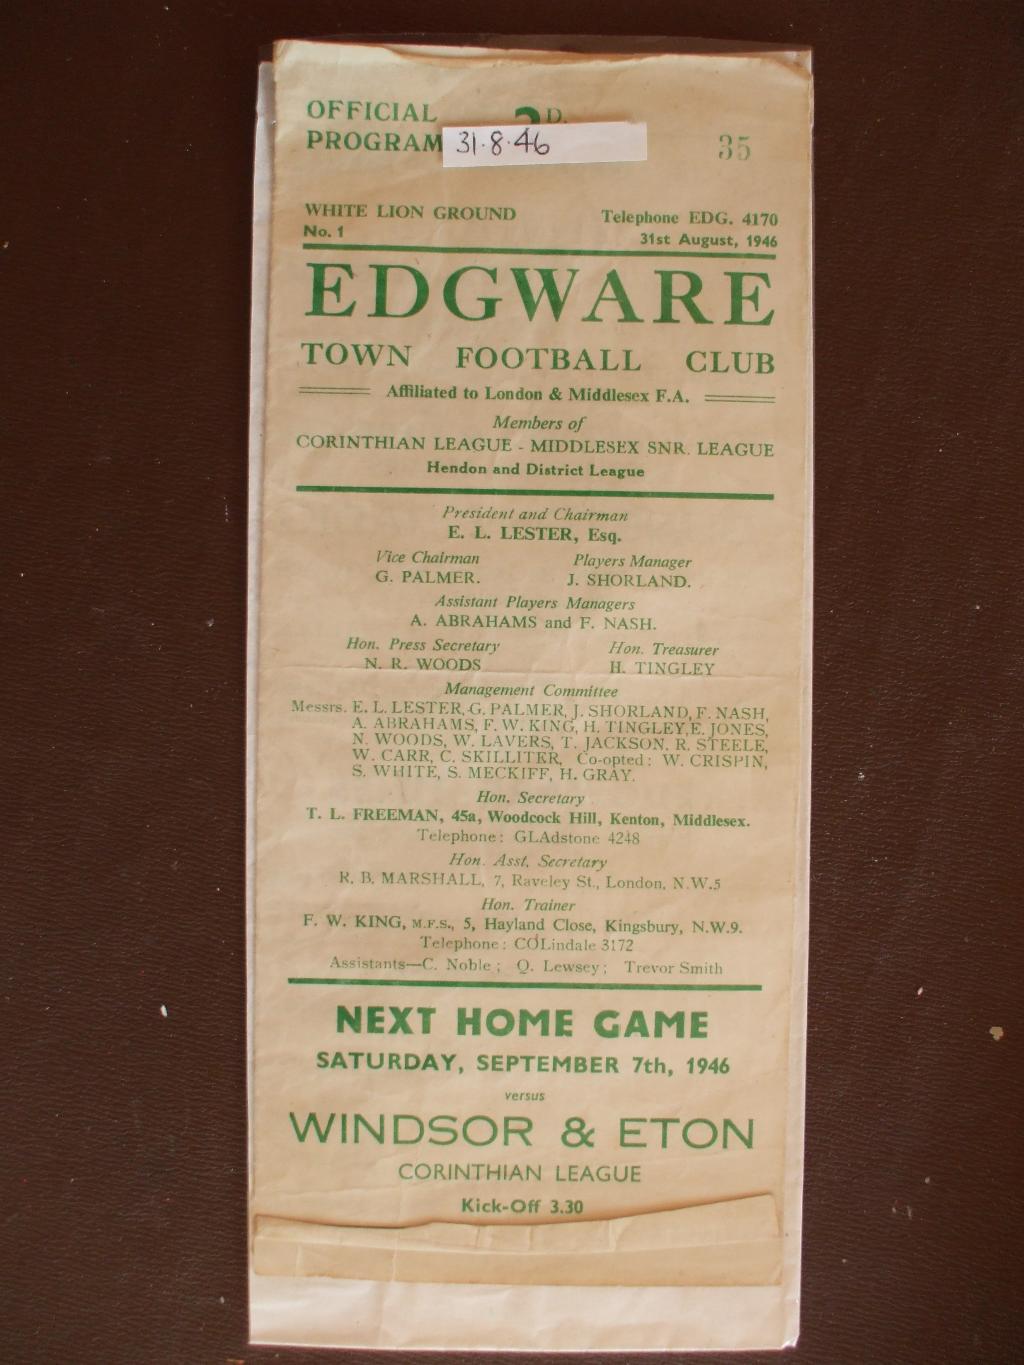 OFFICIAL
PROGRAM
31·8·46
35
WHITE LION GROUND
Telephone EDG. 4170
No. 1
31st August, 1946
EDGWARE
TOWN FOOTBALL CLUB
Affiliated to London & Middlesex F.A.
Members of
CORINTHIAN LEAGUE - MIDDLESEX SNR. LEAGUE
Hendon and District League
President and Chairman
E. L. LESTER, Esq.
Vice Chairman
Players Manager
G. PALMER.
J. SHORLAND.
Assistant Players Managers
A. ABRAHAMS and F. NASH.
Hon. Press Secretary
Hon. Treasurer
N. R. WOODS
H. TINGLEY
Management Committee
Messrs. E. L. LESTER, G. PALMER, J. SHORLAND, F. NASH,
A. ABRAHAMS, F. W. KING, H. TINGLEY, E. JONES,
N. WOODS, W. LAVERS, T. JACKSON, R. STEELE,
W. CARR, C. SKILLITER, Co-opted: W. CRISPIN,
S. WHITE, S. MECKIFF, H. GRAY.
Hon. Secretary
T. L. FREEMAN, 45a, Woodcock Hill, Kenton, Middlesex.
Telephone: GLAdstone 4248
Hon. Asst. Secretary
R. B. MARSHALL, 7, Raveley St., London, N.W.5
Hon. Trainer
F. W. KING, M.F.S., 5, Hayland Close, Kingsbury, N.W.9.
Telephone: COLindale 3172
Assistants—C. Noble; Q. Lewsey; Trevor Smith
NEXT HOME GAME
SATURDAY, SEPTEMBER 7th, 1946
versus
WINDSOR & ETON
CORINTHIAN LEAGUE
Kick-Off 3.30